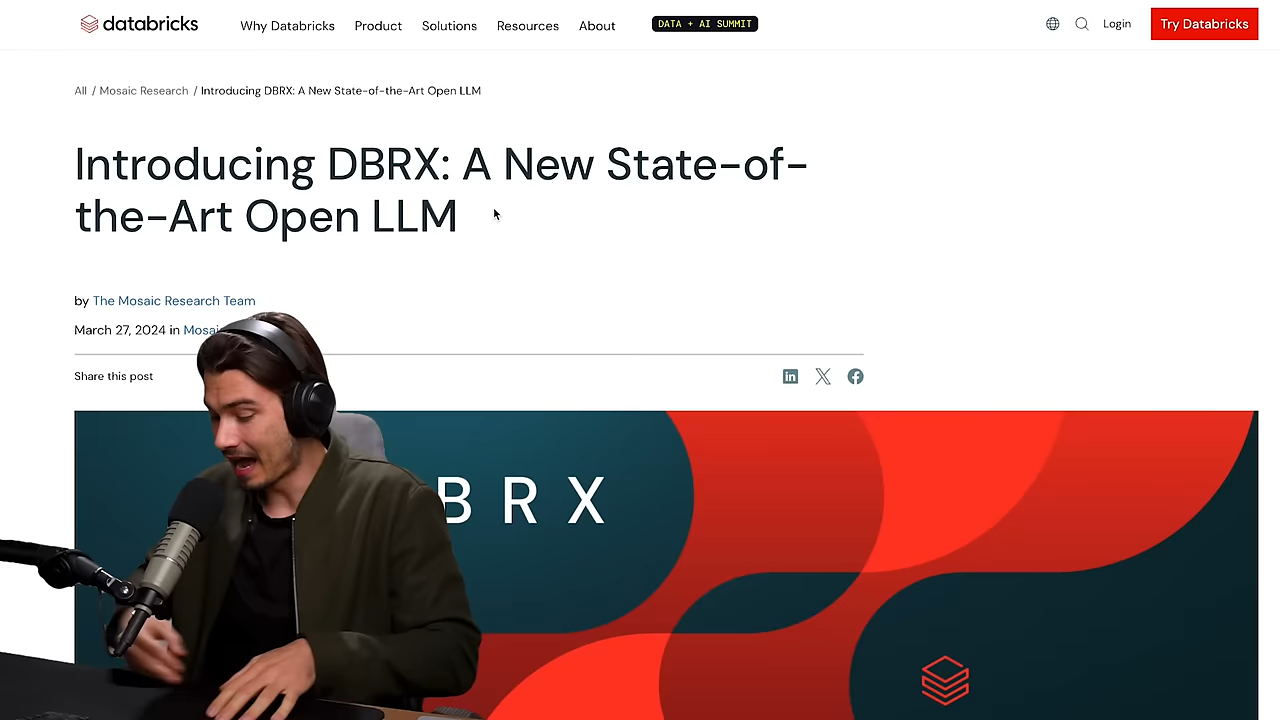 databricks
Why Databricks
Product
Solutions
Resources
About
DATA + AI SUMMIT
Login
Try Databricks
All / Mosaic Research / Introducing DBRX: A New State-of-the-Art Open LLM
Introducing DBRX: A New State-of-
the-Art Open LLM
by The Mosaic Research Team
March 27, 2024 in Mosai
Share this post
BRX